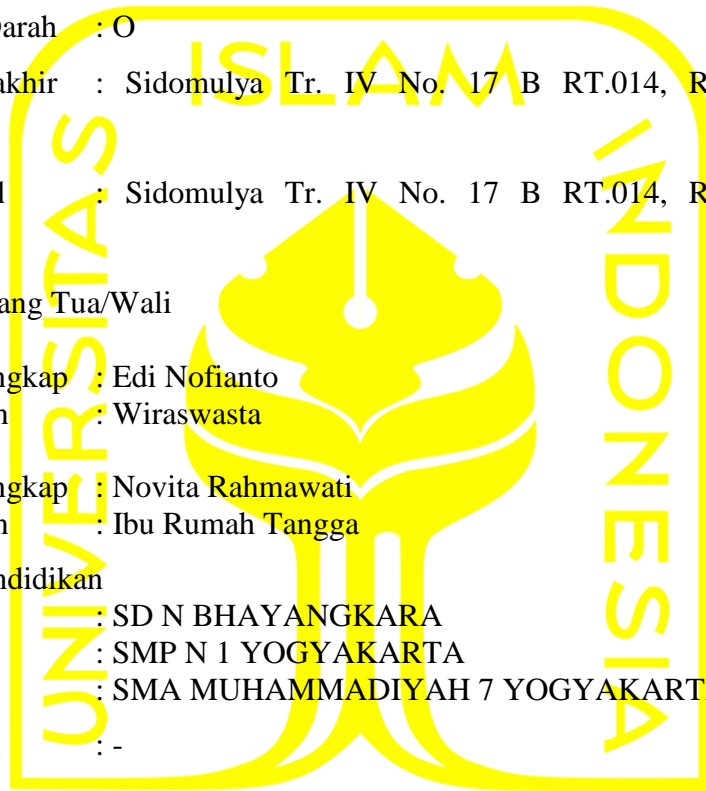 Darah : O
akhir : Sidomulya Tr. IV No. 17 B RT.014, R
l : Sidomulya Tr. IV No. 17 B RT.014, R
ang Tua/Wali
ngkap : Edi Nofianto
n : Wiraswasta
ngkap : Novita Rahmawati
n : Ibu Rumah Tangga
ndidikan
: SD N BHAYANGKARA
: SMP N 1 YOGYAKARTA
: SMA MUHAMMADIYAH 7 YOGYAKART
: -
UNIVERSITAS
ISLAM
INDONESIA